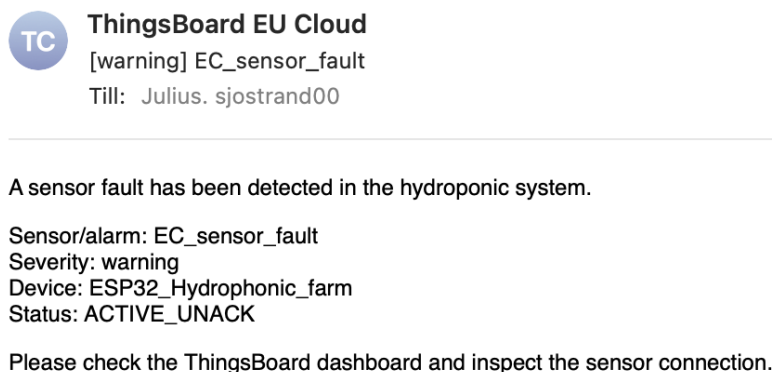 TC
ThingsBoard EU Cloud
[warning] EC_sensor_fault
Till: Julius. sjostrand00
A sensor fault has been detected in the hydroponic system.
Sensor/alarm: EC_sensor_fault
Severity: warning
Device: ESP32_Hydrophonic_farm
Status: ACTIVE_UNACK
Please check the ThingsBoard dashboard and inspect the sensor connection.